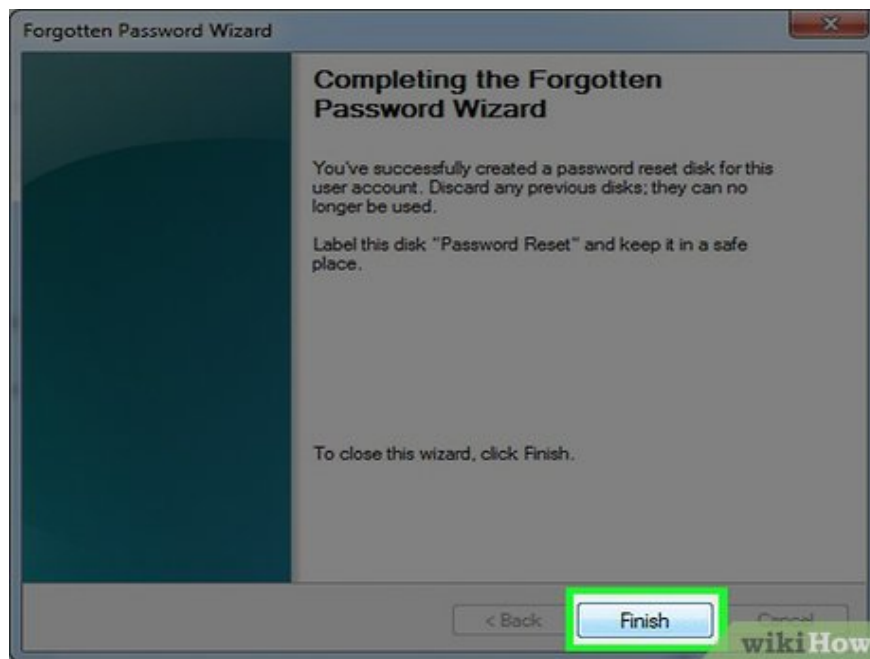 Forgotten Password Wizard
Completing the Forgotten
Password Wizard
You've successfully created a password reset disk for this
user account. Discard any previous disks; they can no
longer be used.
Label this disk "Password Reset" and keep it in a safe
place.
To close this wizard, click Finish.
< Back
Finish
Cancel
wikiHow